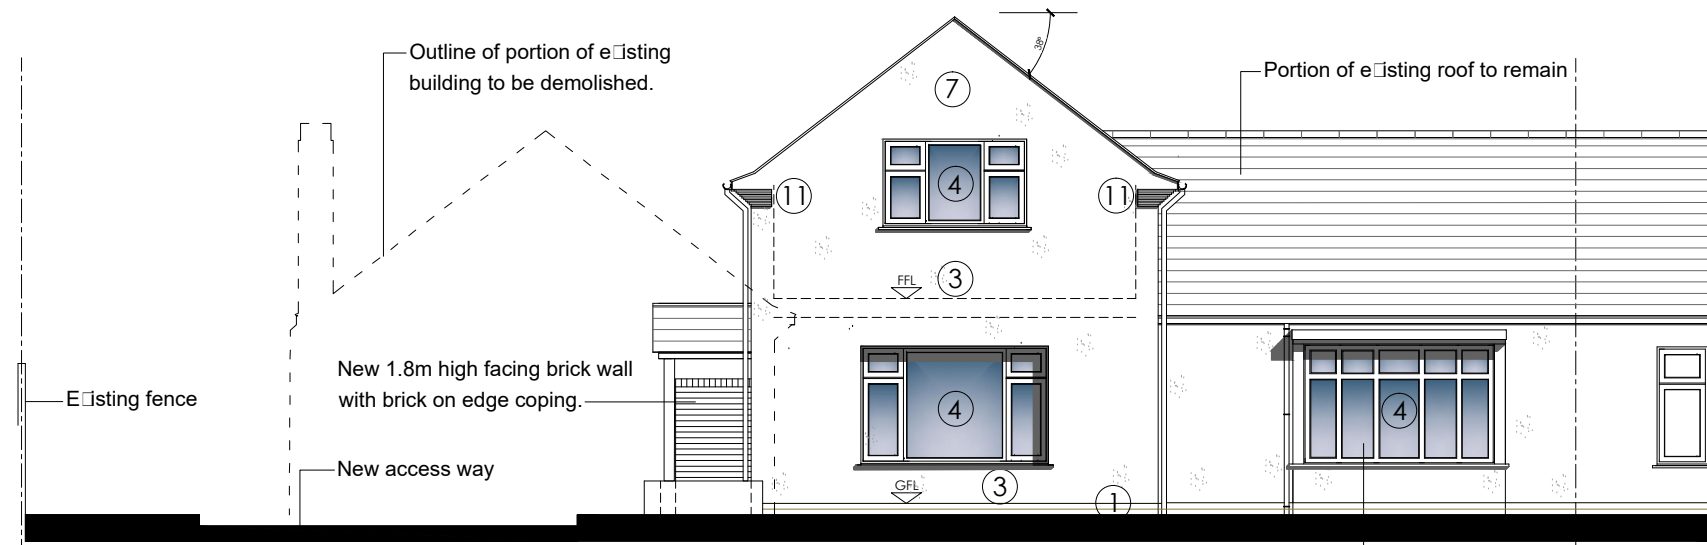 Outline of portion of e□isting
building to be demolished.
38°
Portion of e□isting roof to remain
7
4
11
11
FFL
3
New 1.8m high facing brick wall
with brick on edge coping.
E□isting fence
4
4
New access way
GFL
3
1